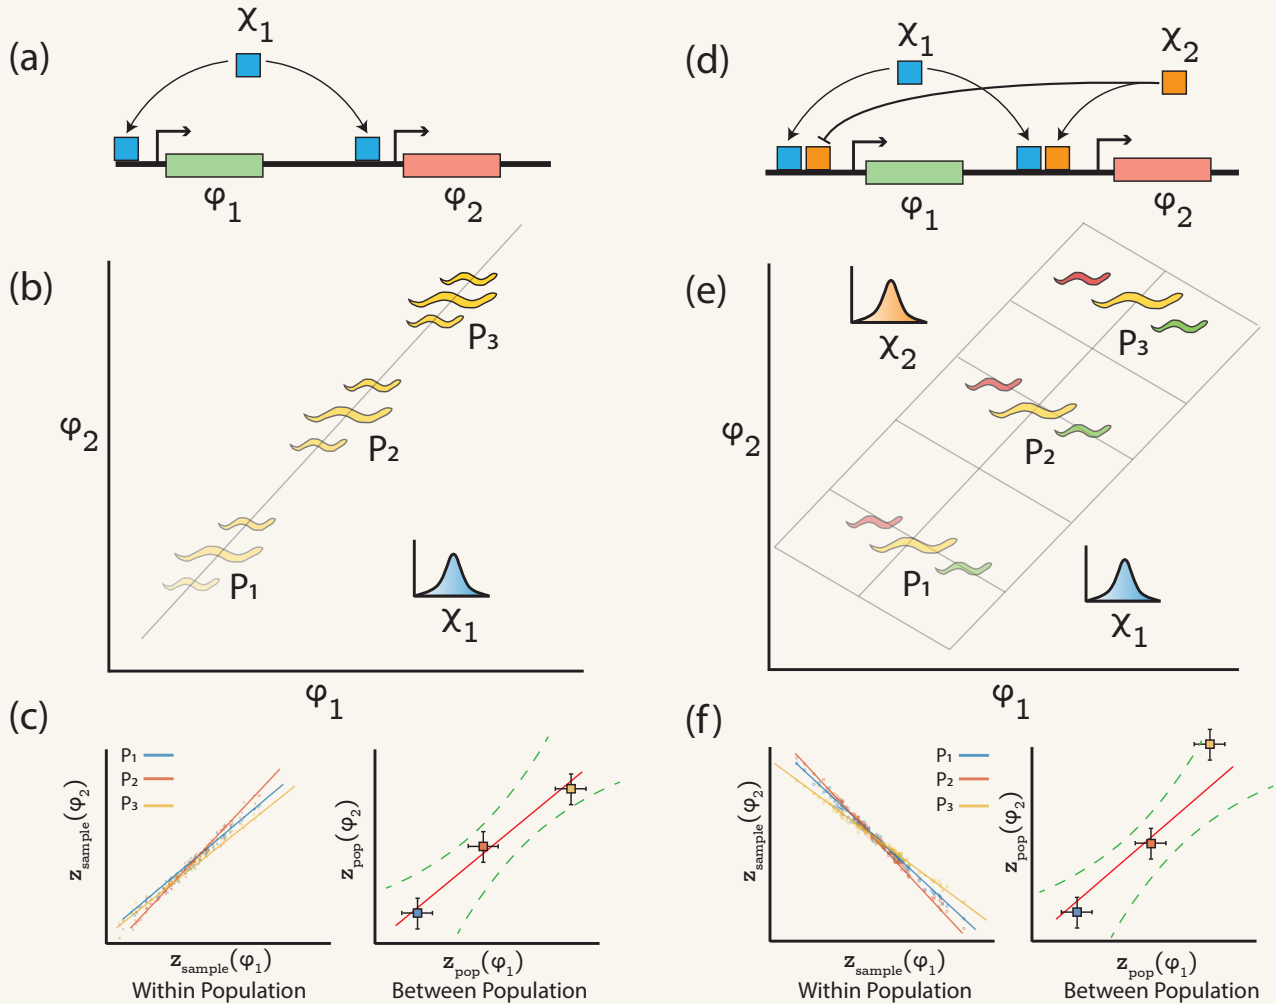 (a)
χ1
φ1
φ2
(b)
φ2
P3
P2
P1
χ1
φ1
(c)
P1
P2
P3
zsample(φ2)
zsample(φ1)
Within Population
zpop(φ2)
zpop(φ1)
Between Population
(d)
χ1
χ2
φ1
φ2
(e)
χ2
φ2
P3
P2
P1
χ1
φ1
(f)
P1
P2
P3
zsample(φ2)
zsample(φ1)
Within Population
zpop(φ2)
zpop(φ1)
Between Population